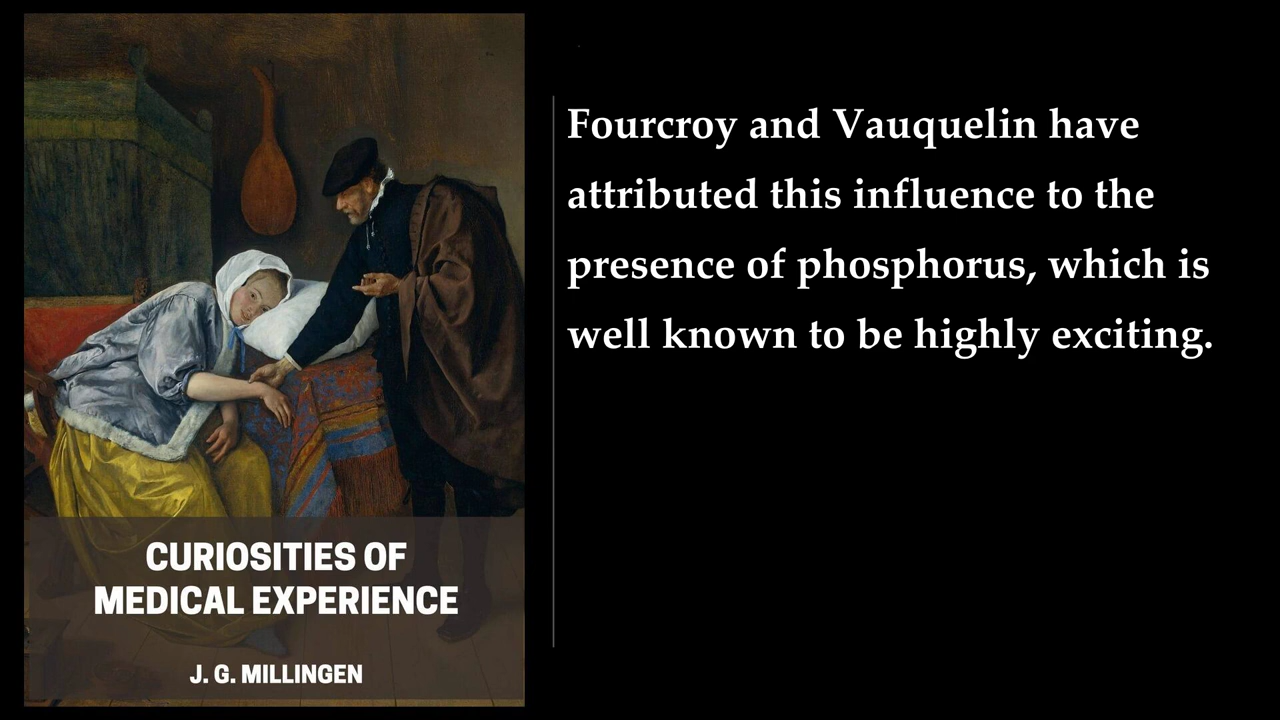 Fourcroy and Vauquelin have
attributed this influence to the
presence of phosphorus, which is
well known to be highly exciting.
CURIOSITIES OF
MEDICAL EXPERIENCE
J. G. MILLINGEN